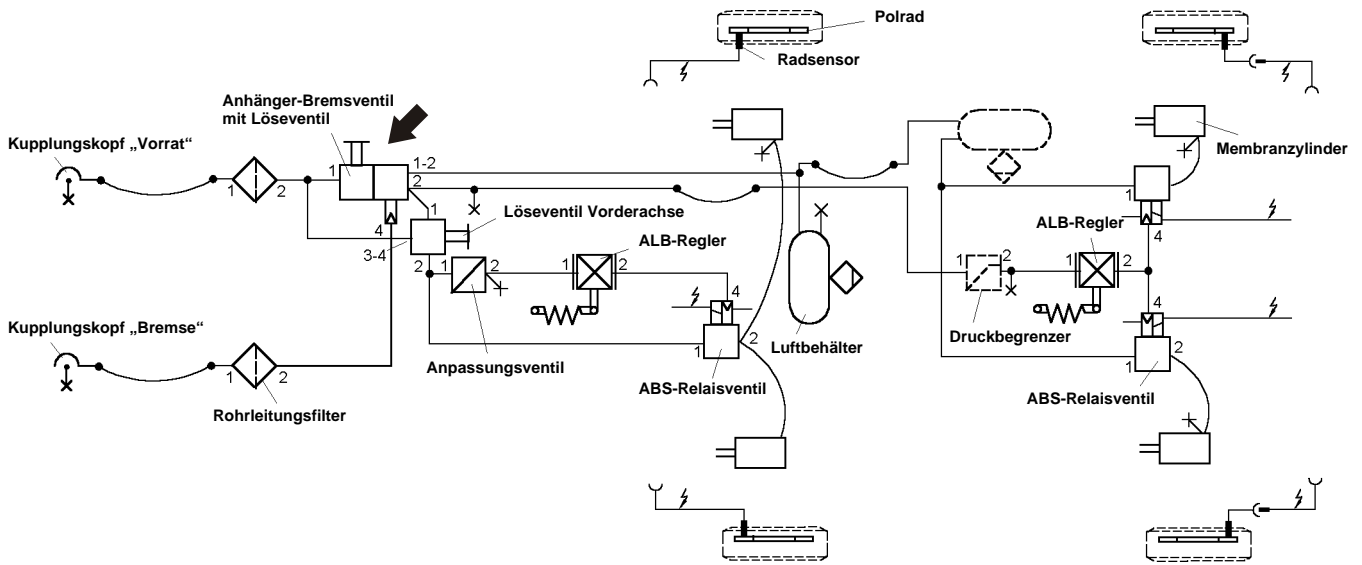 Polrad
Radsensor
Anhänger-Bremsventil
mit Löseventil
Kupplungskopf „Vorrat“
Membranzylinder
1
2
1
1-2
2
1
4
3-4
2
Löseventil Vorderachse
ALB-Regler
1
2
1
2
4
1
2
Anpassungsventil
ABS-Relaisventil
Luftbehälter
1
4
ALB-Regler
1
2
1
2
4
Druckbegrenzer
1
2
ABS-Relaisventil
Kupplungskopf „Bremse“
1
2
Rohrleitungsfilter